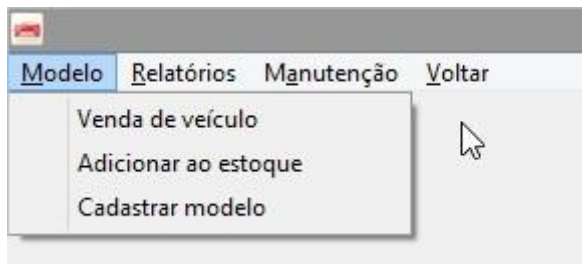 Modelo Relatórios Manutenção Voltar
Venda de veículo
Adicionar ao estoque
Cadastrar modelo